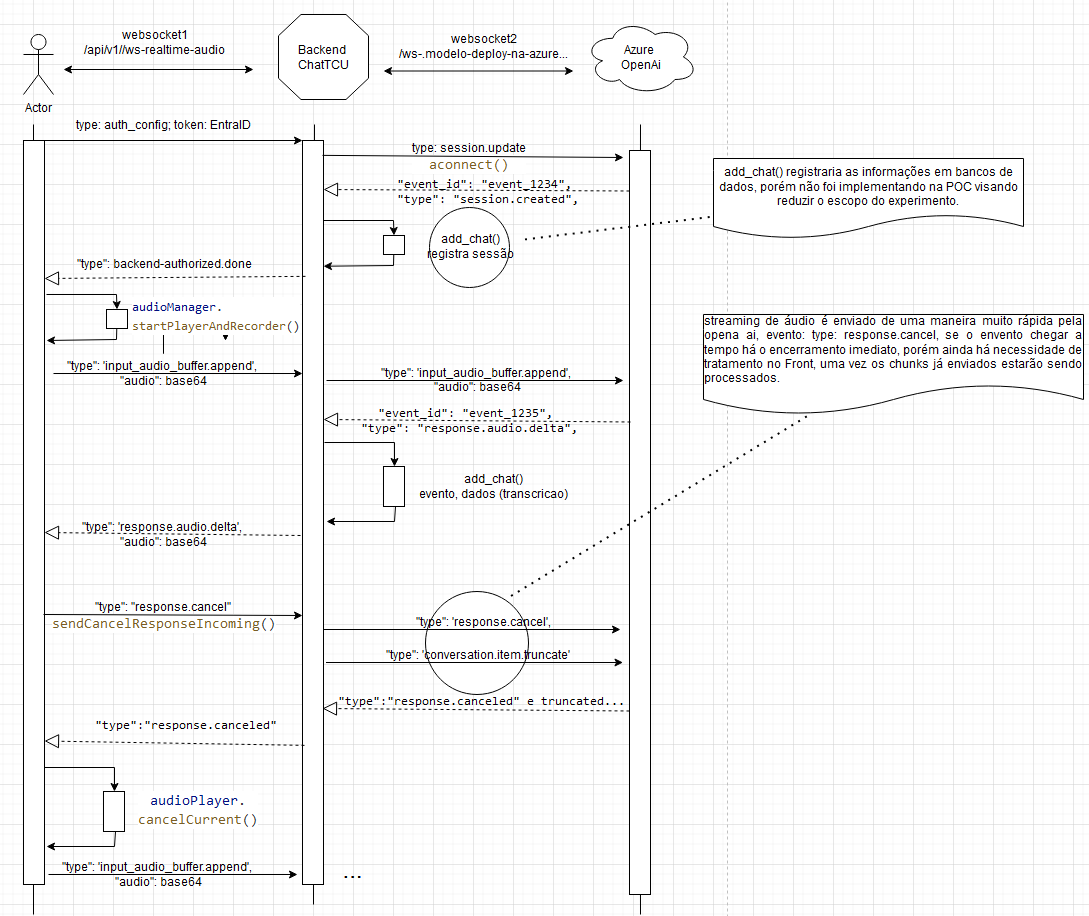 websocket1
/api/v1//ws-realtime-audio
Backend
ChatTCU
websocket2
/ws-.modelo-deploy-na-azure...
Azure
OpenAi
Actor
type: auth_config; token: EntraID
type: session.update
aconnect()
"event_id": "event_1234",
"type": "session.created",
add_chat() registraria as informações em bancos de
dados, porém não foi implementando na POC visando
reduzir o escopo do experimento.
add_chat()
registra sessão
"type": backend-authorized.done
audioManager.
startPlayerAndRecorder()
streaming de áudio é enviado de uma maneira muito rápida pela
opena ai, evento: type: response.cancel, se o envento chegar a
tempo há o encerramento imediato, porém ainda há necessidade de
tratamento no Front, uma vez os chunks já enviados estarão sendo
processados.
"type": 'input_audio_buffer.append',
"audio": base64
"type": 'input_audio_buffer.append',
"audio": base64
"event_id": "event_1235",
"type": "response.audio.delta",
add_chat()
evento, dados (transcricao)
"type": 'response.audio.delta',
"audio": base64
"type": "response.cancel"
sendCancelResponseIncoming()
"type": 'response.cancel',
"type": 'conversation.item.truncate'
"type":"response.canceled" e truncated...
"type":"response.canceled"
audioPlayer.
cancelCurrent()
"type": 'input_audio_buffer.append',
"audio": base64
...